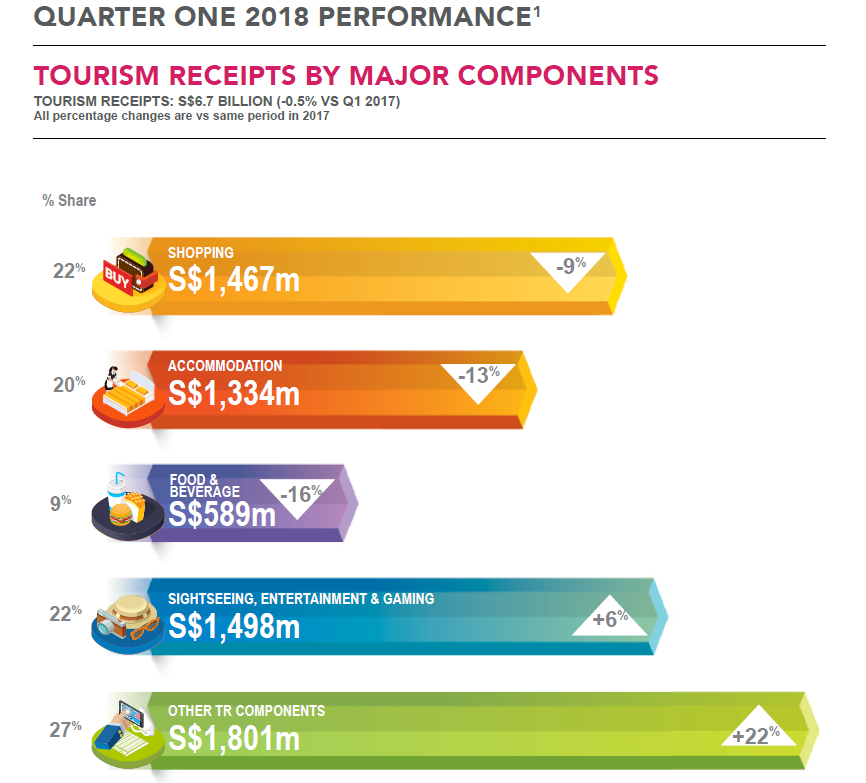 QUARTER ONE 2018 PERFORMANCE¹
TOURISM RECEIPTS BY MAJOR COMPONENTS
TOURISM RECEIPTS: S$6.7 BILLION (-0.5% VS Q1 2017)
All percentage changes are vs same period in 2017
% Share
22%
BUY
SHOPPING
S$1,467m
-9%
20%
ACCOMMODATION
S$1,334m
-13%
9%
FOOD &
BEVERAGE
S$589m
-16%
22%
SIGHTSEEING, ENTERTAINMENT & GAMING
S$1,498m
+6%
27%
OTHER TR COMPONENTS
S$1,801m
+22%